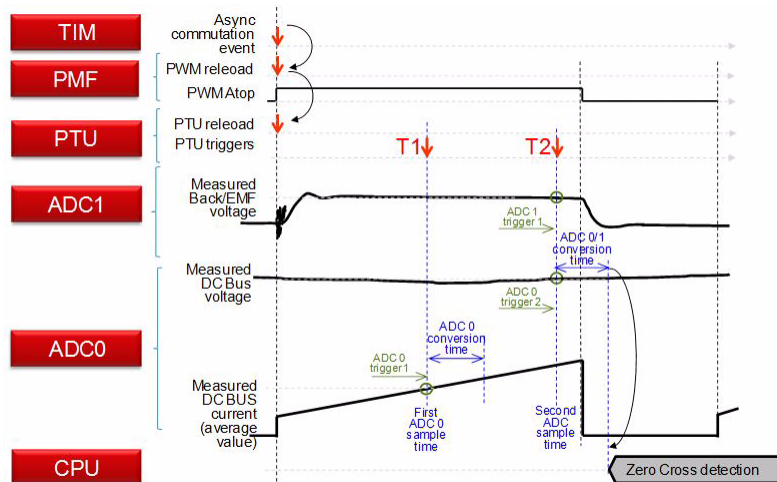 TIM
Async
commutation
event
PMF
PWM releoad
PWM Atop
PTU
PTU releoad
PTU triggers
T1
T2
ADC1
Measured
Back/EMF
voltage
ADC 1
trigger 1
ADC 0/1
conversion
time
Measured
DC Bus
voltage
ADC 0
trigger 2
ADC0
ADC 0
conversion
time
ADC 0
trigger 1
Measured
DC BUS
current
(average
value)
First
ADC 0
sample
time
Second
ADC
sample
time
CPU
Zero Cross detection